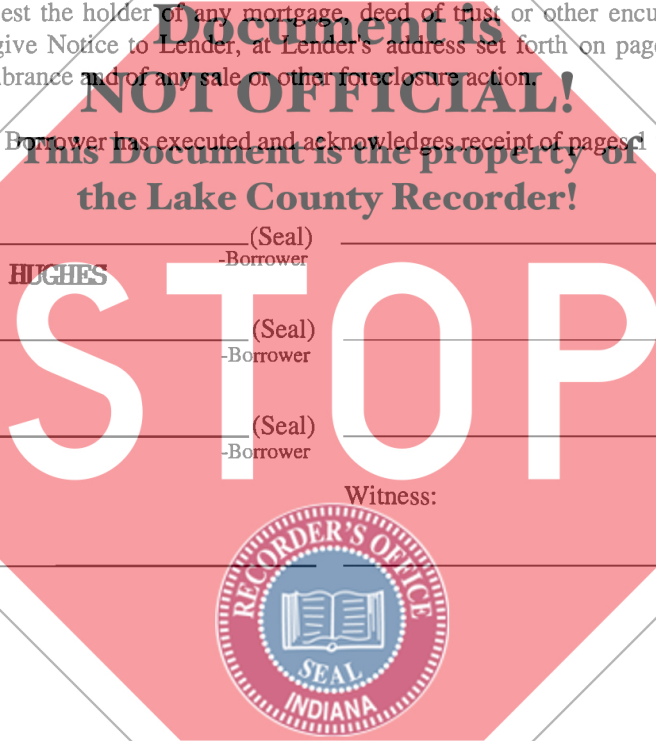 est the holder of any mortgage, deed of trust or other encu
Document is
give Notice to Lender, at Lender's address set forth on pag
brance and of any sale or other foreclosure action.
NOT OFFICIAL!
Borrower has executed and acknowledges receipt of pages 1
This Document is the property of
the Lake County Recorder!
(Seal)
-Borrower
HUGHES
STOP
(Seal)
-Borrower
(Seal)
-Borrower
Witness:
RECORDER'S OFFICE
SEAL
INDIANA